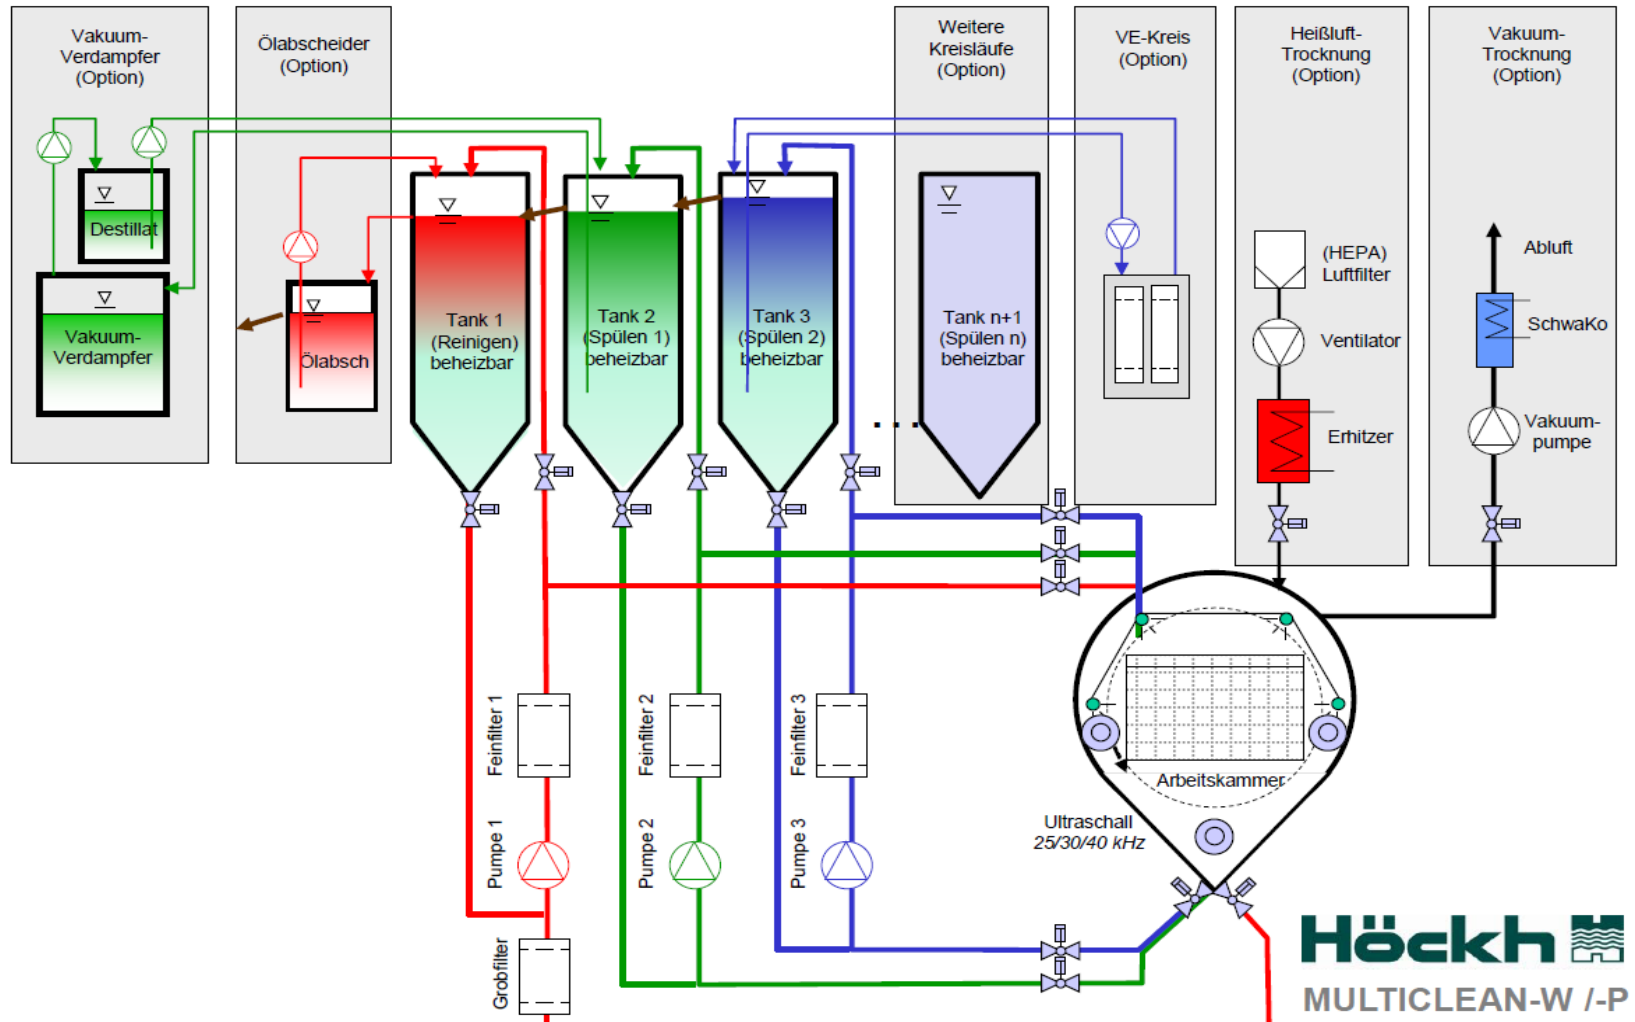 Vakuum-
Verdampfer
(Option)
Ölabscheider
(Option)
Weitere
Kreisläufe
(Option)
VE-Kreis
(Option)
Heißluft-
Trocknung
(Option)
Vakuum-
Trocknung
(Option)
Destillat
Vakuum-
Verdampfer
Ölabsch
Tank 1
(Reinigen)
beheizbar
Tank 2
(Spülen 1)
beheizbar
Tank 3
(Spülen 2)
beheizbar
...
Tank n+1
(Spülen n)
beheizbar
(HEPA)
Luftfilter
Ventilator
Erhitzer
Abluft
SchwaKo
Vakuum-
pumpe
Feinfilter 1
Feinfilter 2
Feinfilter 3
Pumpe 1
Pumpe 2
Pumpe 3
Grobfilter
Arbeitskammer
Ultraschall
25/30/40 kHz
Höckh
MULTICLEAN-W /-P